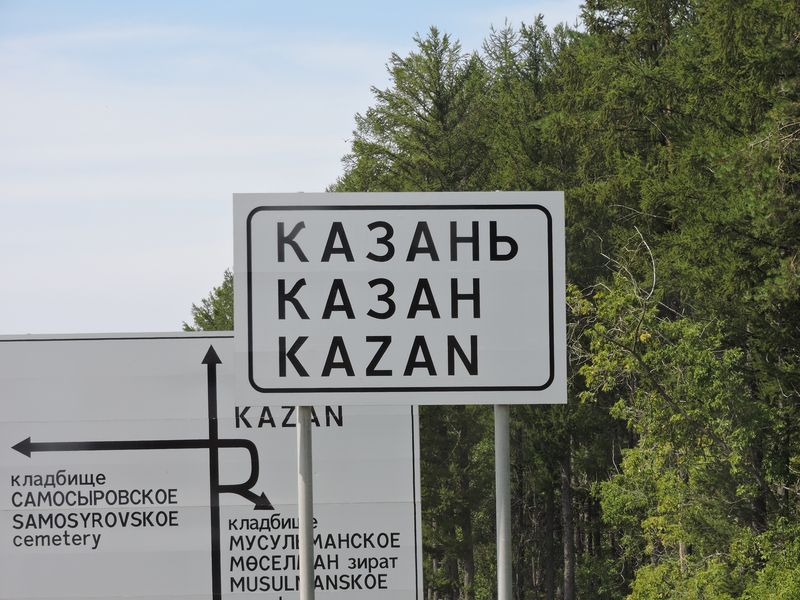 КАЗАНЬ
КАЗАН
KAZAN
KAZAN
кладбище
САМОСЫРОВСКОЕ
SAMOSYROVSKOE
cemetery
кладбище
МУСУЛЬМАНСКОЕ
МӨСЕЛМАН зират
MUSULMANSKOE